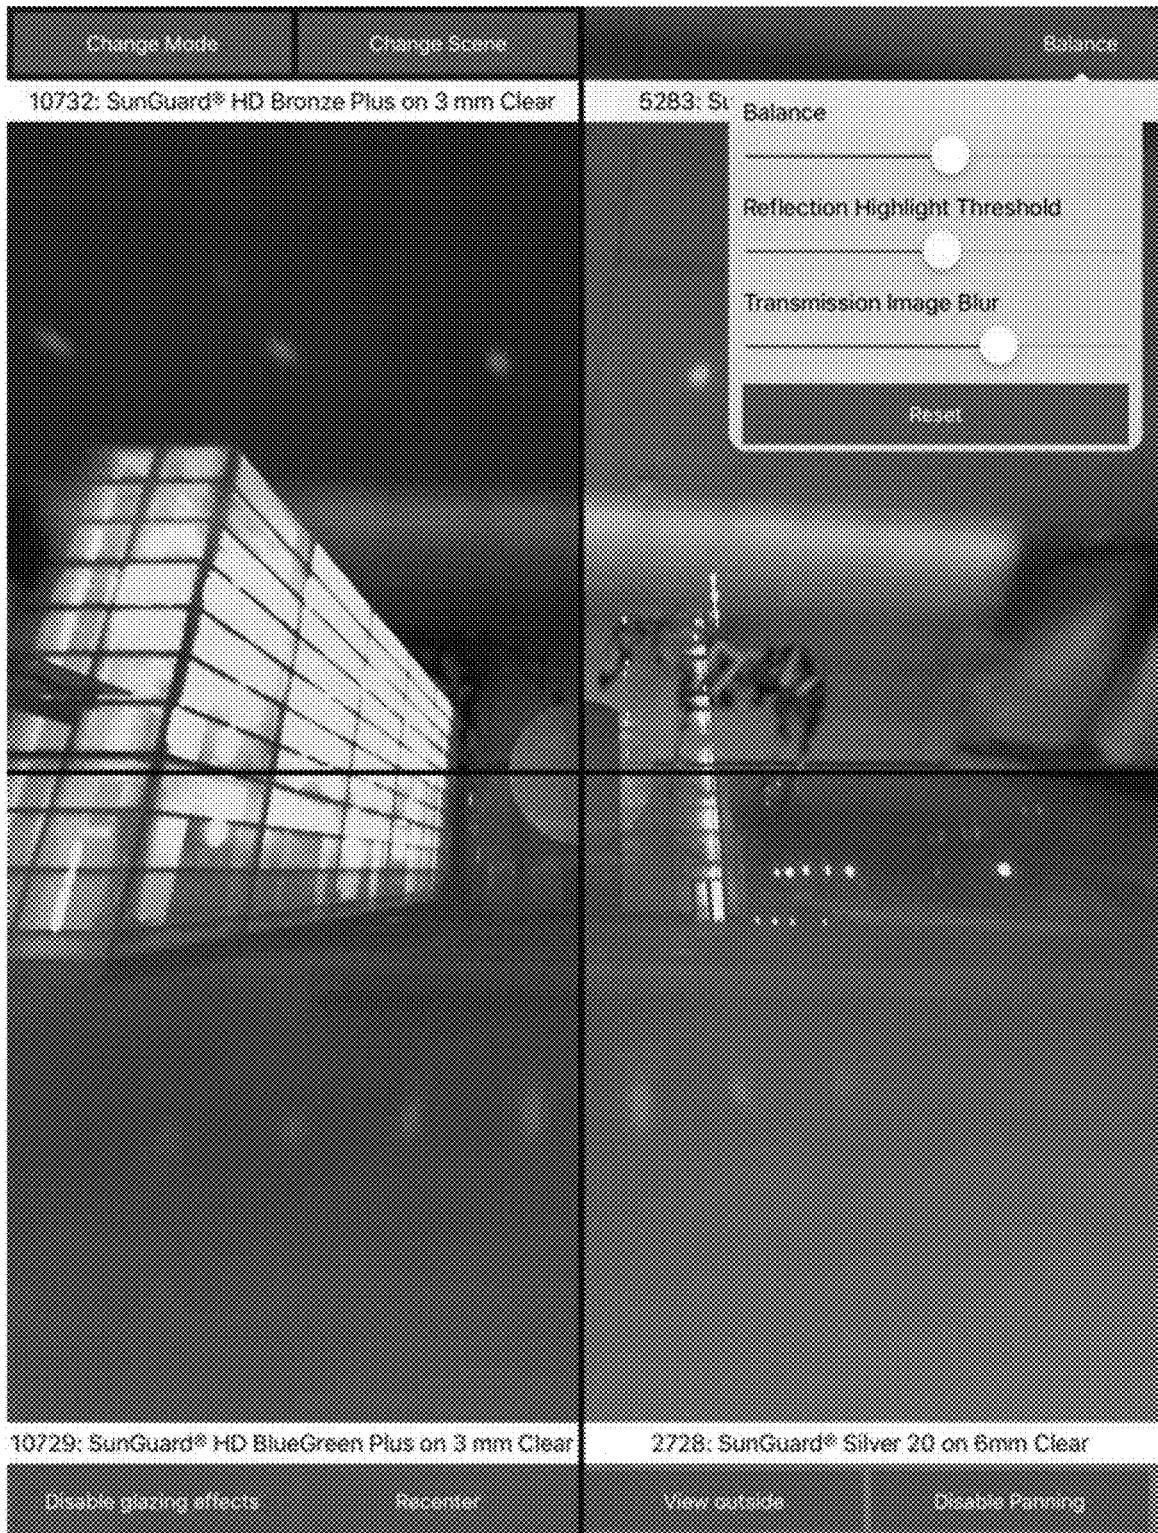 Change Mode
Change Scene
Balance
10732: SunGuard® HD Bronze Plus on 3 mm Clear
5283: Su
Balance
Reflection Highlight Threshold
Transmission Image Blur
Reset
10729: SunGuard® HD BlueGreen Plus on 3 mm Clear
2728: SunGuard® Silver 20 on 6mm Clear
Disable glazing effects
Recenter
View outside
Disable Panning